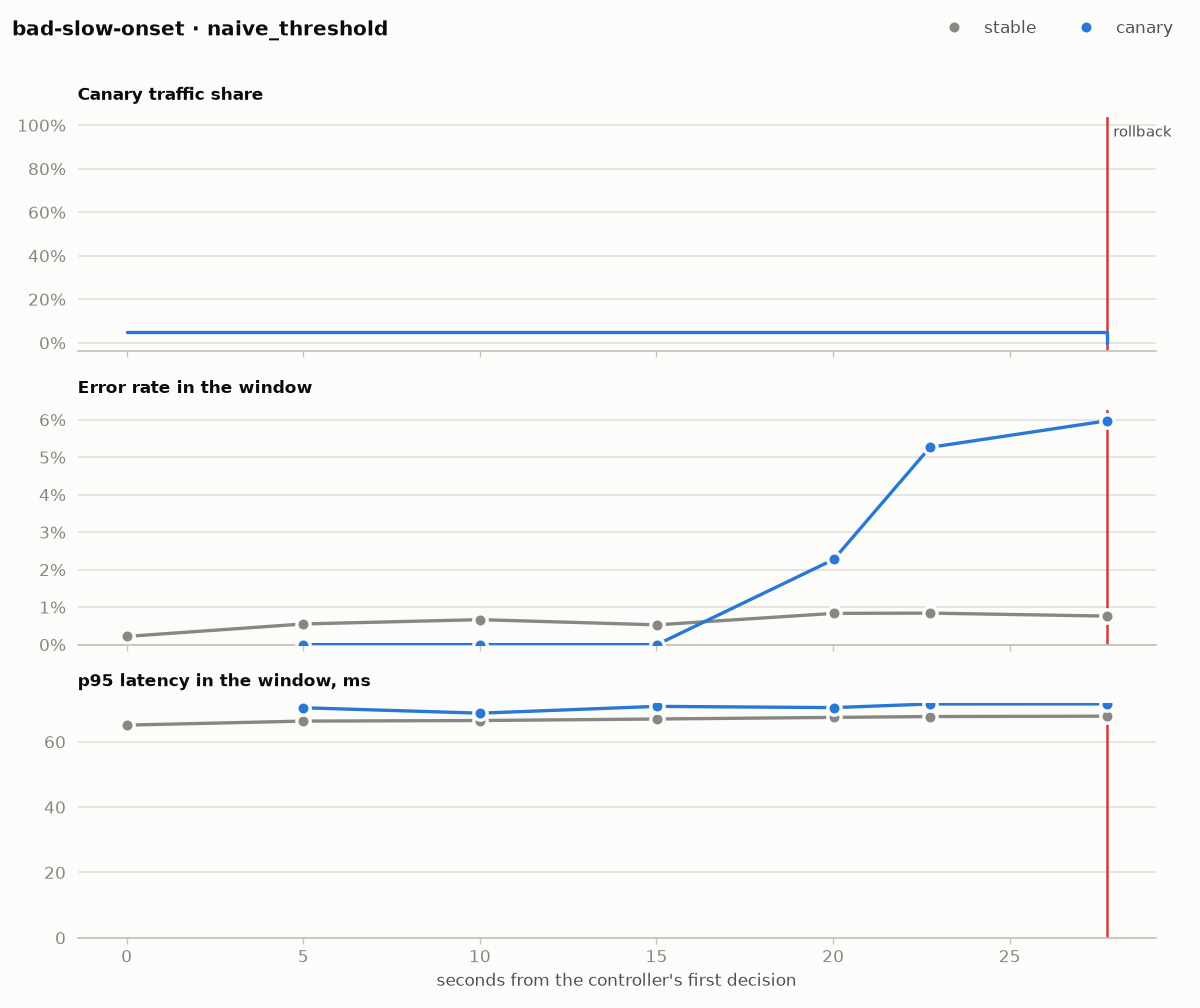 bad-slow-onset · naive_threshold
stable
canary
Canary traffic share
100%
80%
60%
40%
20%
0%
rollback
Error rate in the window
6%
5%
4%
3%
2%
1%
0%
p95 latency in the window, ms
60
40
20
0
0 5 10 15 20 25
seconds from the controller's first decision